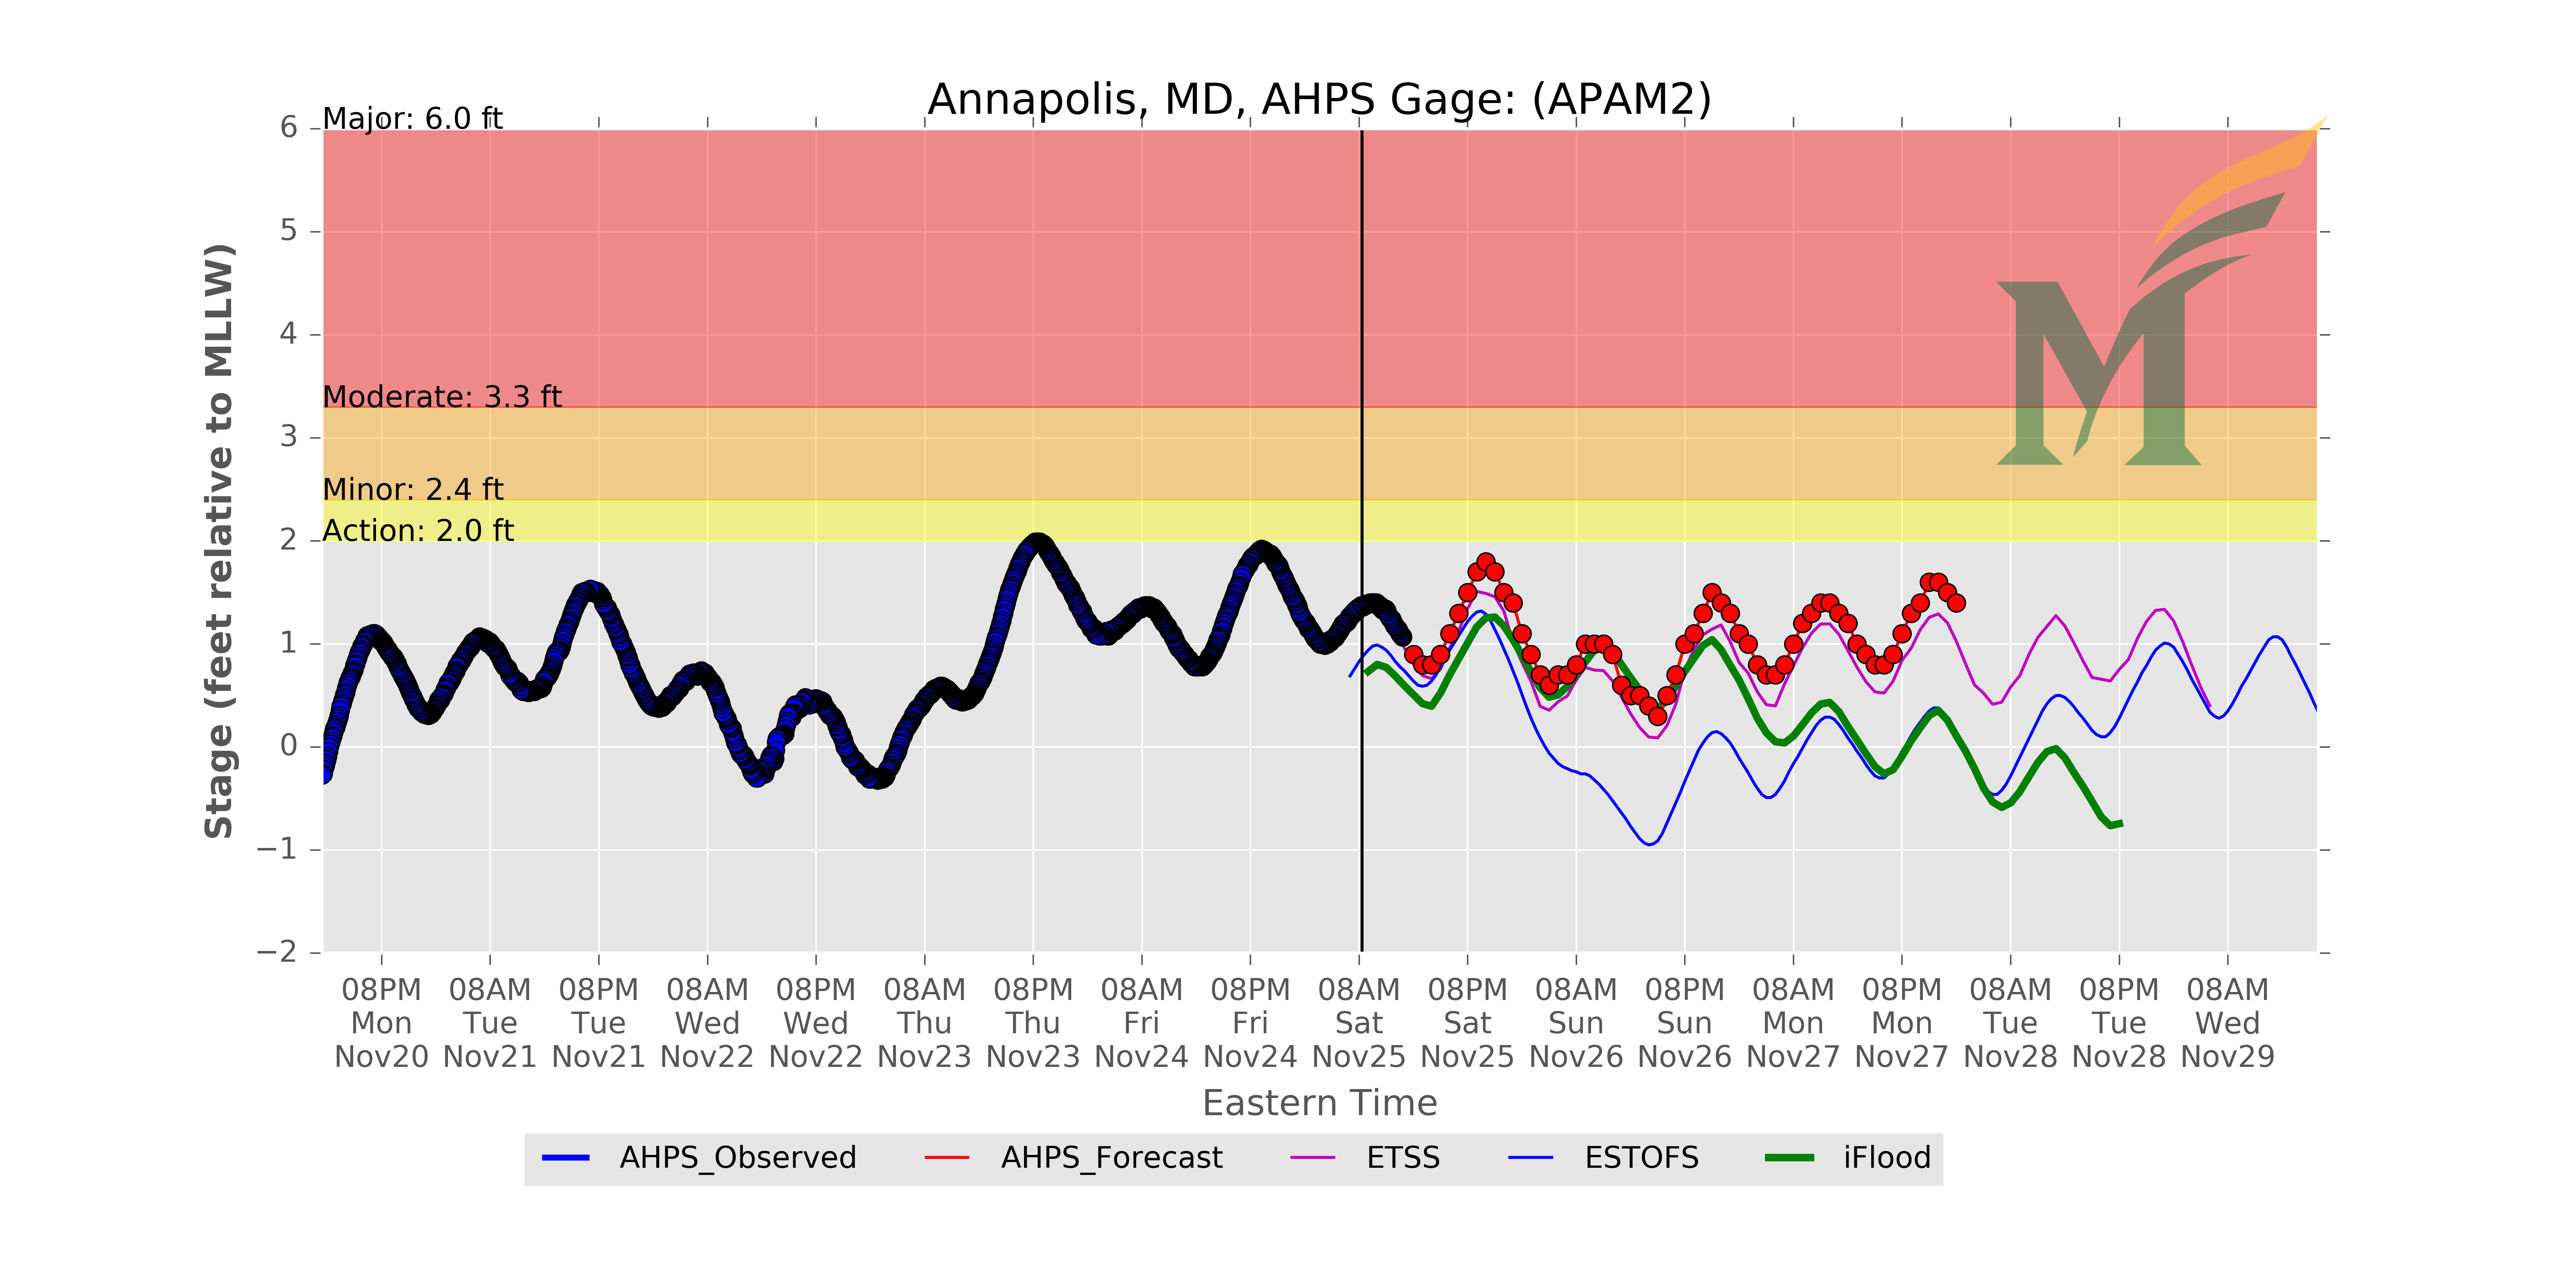 Annapolis, MD, AHPS Gage: (APAM2)
Major: 6.0 ft
Moderate: 3.3 ft
Minor: 2.4 ft
Action: 2.0 ft
Stage (feet relative to MLLW)
6
5
4
3
2
1
0
−1
−2
08PM 08AM 08PM 08AM 08PM 08AM 08PM 08AM 08PM 08AM 08PM 08AM 08PM 08AM 08PM 08AM 08PM 08AM
Mon Tue Tue Wed Wed Thu Thu Fri Fri Sat Sat Sun Sun Mon Mon Tue Tue Wed
Nov20 Nov21 Nov21 Nov22 Nov22 Nov23 Nov23 Nov24 Nov24 Nov25 Nov25 Nov26 Nov26 Nov27 Nov27 Nov28 Nov28 Nov29
Eastern Time
AHPS_Observed AHPS_Forecast ETSS ESTOFS iFlood
M